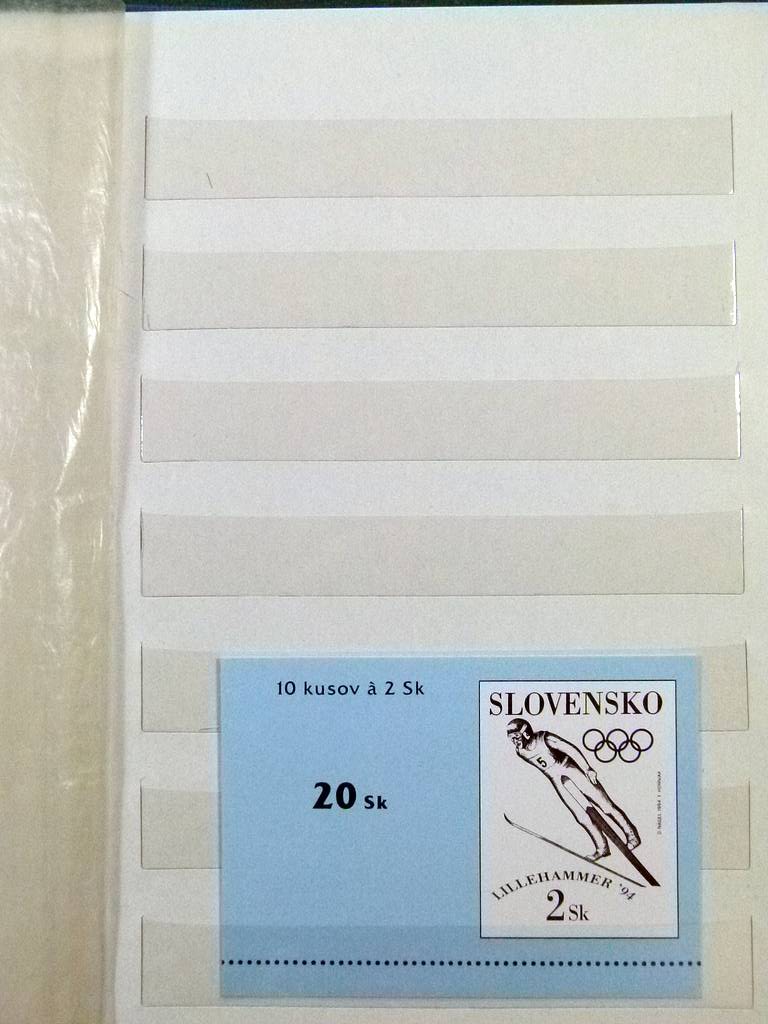 10 kusov à 2 Sk
20 Sk
SLOVENSKO
5
LILLEHAMMER '94
2 Sk